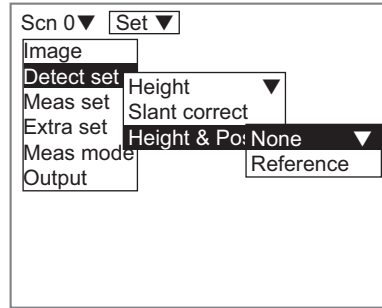 Scn 0▼ Set ▼
Image
Detect set
Meas set
Extra set
Meas mode
Output
Height ▼
Slant correct
Height & Pos
None ▼
Reference